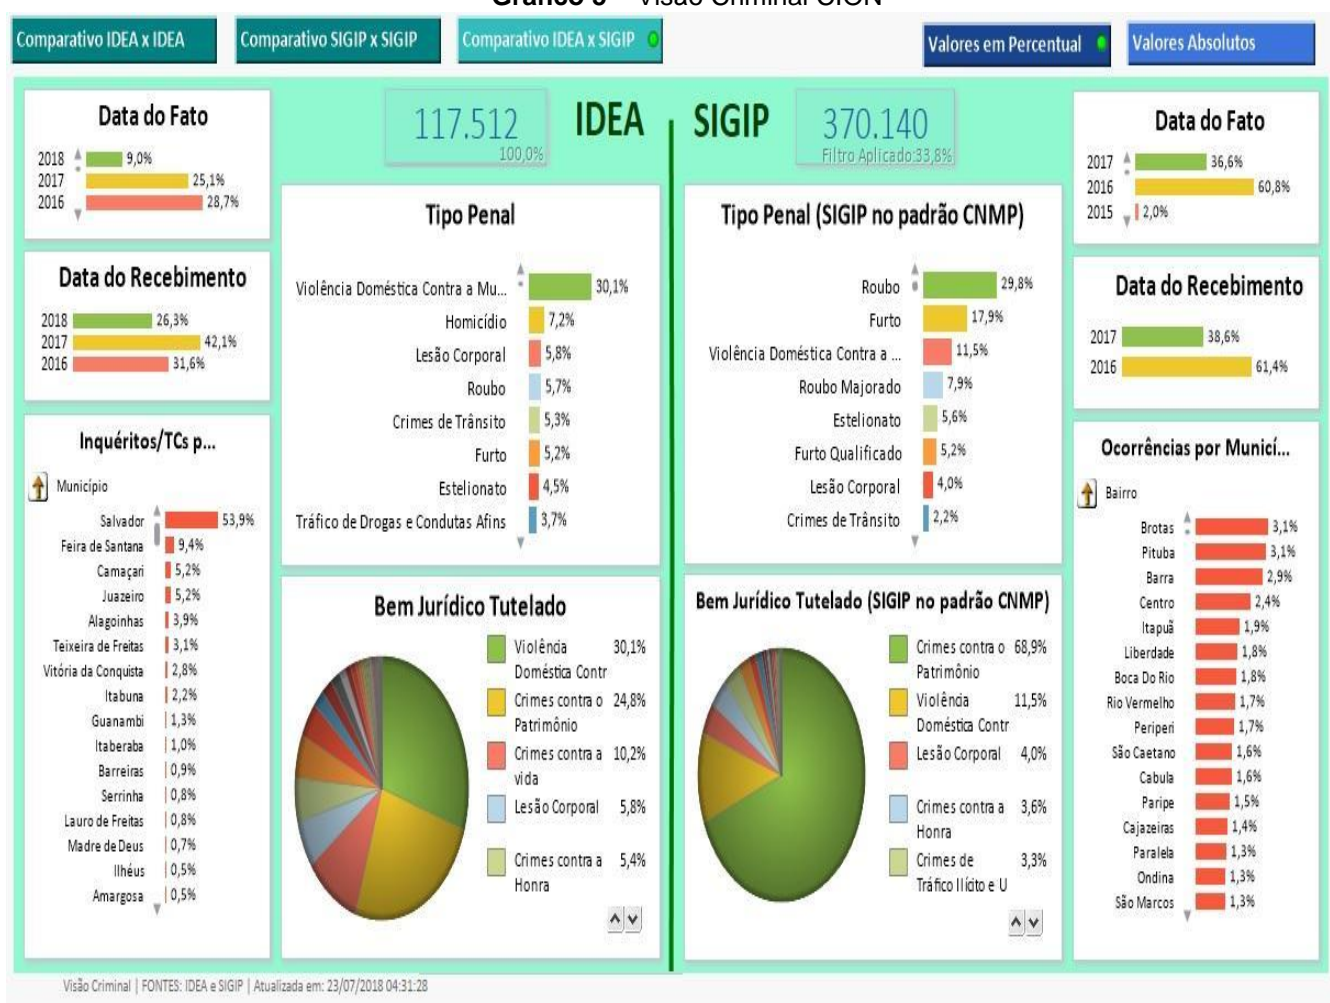 Gráfico 3 – Visão Criminal CIGN
Comparativo IDEA x IDEA
Comparativo SIGIP x SIGIP
Comparativo IDEA x SIGIP
Valores em Percentual
Valores Absolutos
Data do Fato
2018 9,0%
2017 25,1%
2016 28,7%
Data do Recebimento
2018 26,3%
2017 42,1%
2016 31,6%
Inquéritos/TCs p...
Município
Salvador 53,9%
Feira de Santana 9,4%
Camaçari 5,2%
Juazeiro 5,2%
Alagoinhas 3,9%
Teixeira de Freitas 3,1%
Vitória da Conquista 2,8%
Itabuna 2,2%
Guanambi 1,3%
Itaberaba 1,0%
Barreiras 0,9%
Serrinha 0,8%
Lauro de Freitas 0,8%
Madre de Deus 0,7%
Ilhéus 0,5%
Amargosa 0,5%
117.512
100,0%
IDEA
Tipo Penal
Violência Doméstica Contra a Mu... 30,1%
Homicídio 7,2%
Lesão Corporal 5,8%
Roubo 5,7%
Crimes de Trânsito 5,3%
Furto 5,2%
Estelionato 4,5%
Tráfico de Drogas e Condutas Afins 3,7%
Bem Jurídico Tutelado
Violência 30,1%
Doméstica Contr
Crimes contra o 24,8%
Patrimônio
Crimes contra a 10,2%
vida
Lesão Corporal 5,8%
Crimes contra a 5,4%
Honra
SIGIP
370.140
Filtro Aplicado:33,8%
Tipo Penal (SIGIP no padrão CNMP)
Roubo 29,8%
Furto 17,9%
Violência Doméstica Contra a ... 11,5%
Roubo Majorado 7,9%
Estelionato 5,6%
Furto Qualificado 5,2%
Lesão Corporal 4,0%
Crimes de Trânsito 2,2%
Bem Jurídico Tutelado (SIGIP no padrão CNMP)
Crimes contra o 68,9%
Patrimônio
Violência 11,5%
Doméstica Contr
Lesão Corporal 4,0%
Crimes contra a 3,6%
Honra
Crimes de 3,3%
Tráfico Ilícito e U
Data do Fato
2017 36,6%
2016 60,8%
2015 2,0%
Data do Recebimento
2017 38,6%
2016 61,4%
Ocorrências por Municí...
Bairro
Brotas 3,1%
Pituba 3,1%
Barra 2,9%
Centro 2,4%
Itapuã 1,9%
Liberdade 1,8%
Boca Do Rio 1,8%
Rio Vermelho 1,7%
Periperi 1,7%
São Caetano 1,6%
Cabula 1,6%
Paripe 1,5%
Cajazeiras 1,4%
Paralela 1,3%
Ondina 1,3%
São Marcos 1,3%
Visão Criminal | FONTES: IDEA e SIGIP | Atualizada em: 23/07/2018 04:31:28